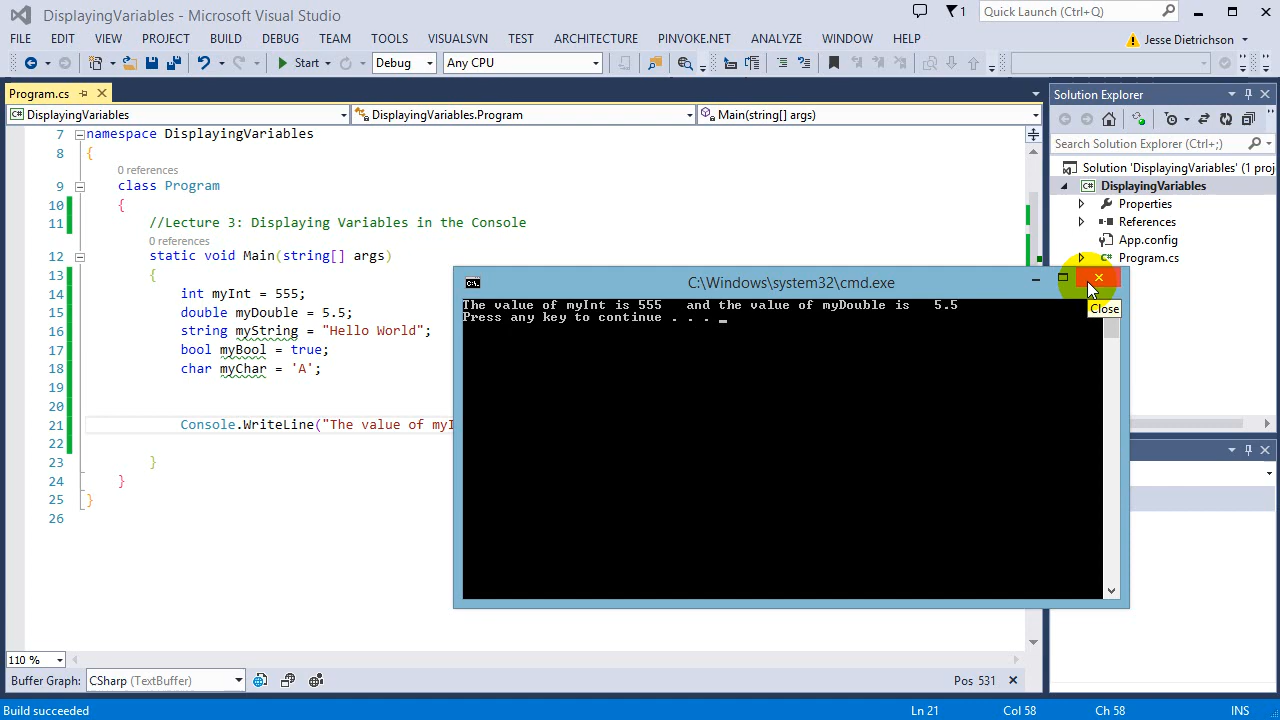 DisplayingVariables - Microsoft Visual Studio
1
Quick Launch (Ctrl+Q)
FILE EDIT VIEW PROJECT BUILD DEBUG TEAM TOOLS VISUALSVN TEST ARCHITECTURE PINVOKE.NET ANALYZE WINDOW HELP
Jesse Dietrichson
Start Debug Any CPU
Program.cs
DisplayingVariables DisplayingVariables.Program Main(string[] args)
7 namespace DisplayingVariables
8 {
0 references
9 class Program
10 {
11 //Lecture 3: Displaying Variables in the Console
0 references
12 static void Main(string[] args)
13 {
14 int myInt = 555;
15 double myDouble = 5.5;
16 string myString = "Hello World";
17 bool myBool = true;
18 char myChar = 'A';
19
20
21 Console.WriteLine("The value of myI
22
23 }
24 }
25 }
26
C:\Windows\system32\cmd.exe
The value of myInt is 555 and the value of myDouble is 5.5
Press any key to continue . . . _
Close
Solution Explorer
Search Solution Explorer (Ctrl+;)
Solution 'DisplayingVariables' (1 proj
C# DisplayingVariables
Properties
References
App.config
C# Program.cs
110 %
Buffer Graph: CSharp (TextBuffer)
Pos 531
Build succeeded Ln 21 Col 58 Ch 58 INS